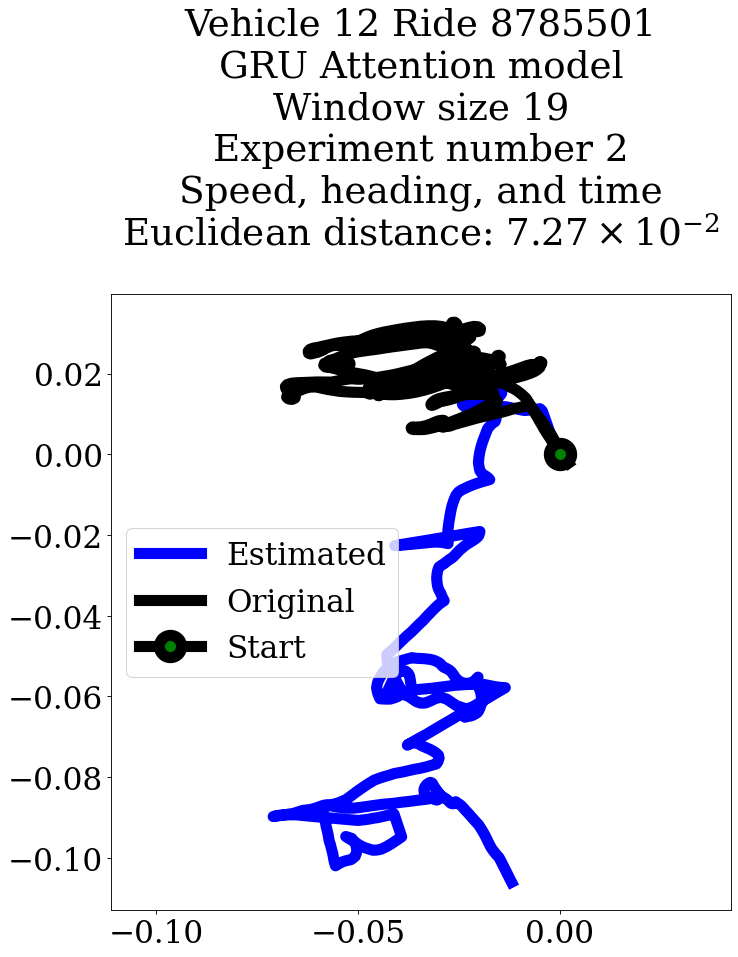 Vehicle 12 Ride 8785501
GRU Attention model
Window size 19
Experiment number 2
Speed, heading, and time
Euclidean distance: 7.27 × 10⁻²
0.02
0.00
−0.02
−0.04
−0.06
−0.08
−0.10
Estimated
Original
Start
−0.10 −0.05 0.00